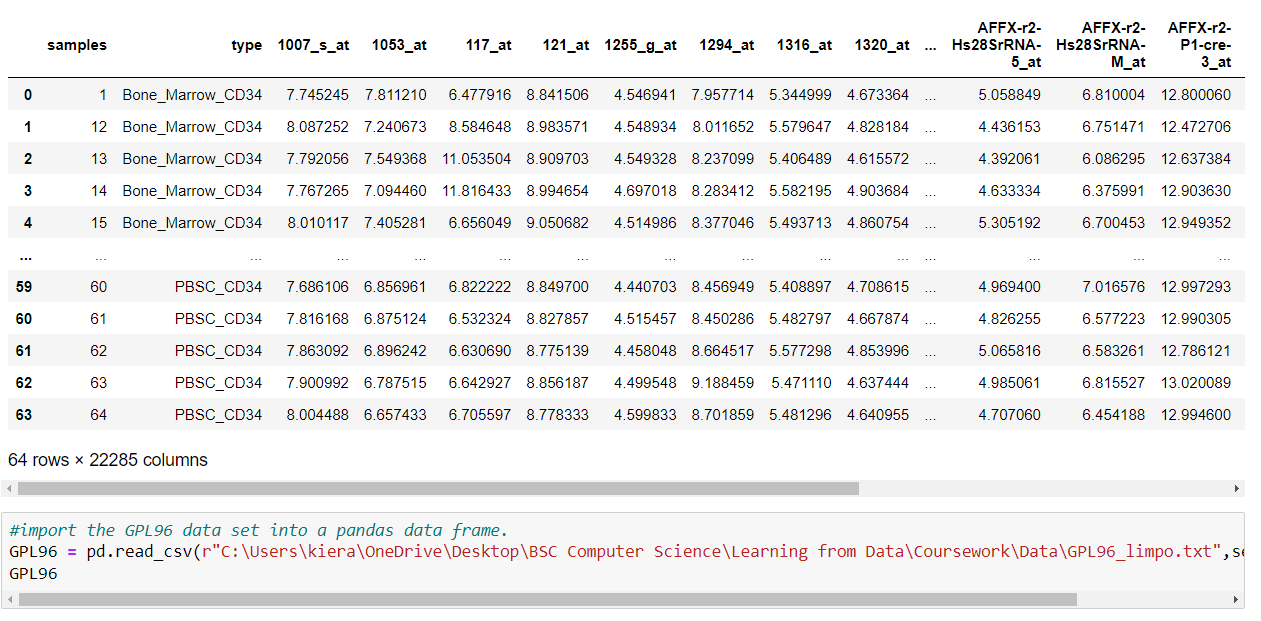 samples type 1007_s_at 1053_at 117_at 121_at 1255_g_at 1294_at 1316_at 1320_at ... AFFX-r2-Hs28SrRNA-5_at AFFX-r2-Hs28SrRNA-M_at AFFX-r2-P1-cre-3_at
0 1 Bone_Marrow_CD34 7.745245 7.811210 6.477916 8.841506 4.546941 7.957714 5.344999 4.673364 ... 5.058849 6.810004 12.800060
1 12 Bone_Marrow_CD34 8.087252 7.240673 8.584648 8.983571 4.548934 8.011652 5.579647 4.828184 ... 4.436153 6.751471 12.472706
2 13 Bone_Marrow_CD34 7.792056 7.549368 11.053504 8.909703 4.549328 8.237099 5.406489 4.615572 ... 4.392061 6.086295 12.637384
3 14 Bone_Marrow_CD34 7.767265 7.094460 11.816433 8.994654 4.697018 8.283412 5.582195 4.903684 ... 4.633334 6.375991 12.903630
4 15 Bone_Marrow_CD34 8.010117 7.405281 6.656049 9.050682 4.514986 8.377046 5.493713 4.860754 ... 5.305192 6.700453 12.949352
... ... ... ... ... ... ... ... ... ... ... ... ... ... ...
59 60 PBSC_CD34 7.686106 6.856961 6.822222 8.849700 4.440703 8.456949 5.408897 4.708615 ... 4.969400 7.016576 12.997293
60 61 PBSC_CD34 7.816168 6.875124 6.532324 8.827857 4.515457 8.450286 5.482797 4.667874 ... 4.826255 6.577223 12.990305
61 62 PBSC_CD34 7.863092 6.896242 6.630690 8.775139 4.458048 8.664517 5.577298 4.853996 ... 5.065816 6.583261 12.786121
62 63 PBSC_CD34 7.900992 6.787515 6.642927 8.856187 4.499548 9.188459 5.471110 4.637444 ... 4.985061 6.815527 13.020089
63 64 PBSC_CD34 8.004488 6.657433 6.705597 8.778333 4.599833 8.701859 5.481296 4.640955 ... 4.707060 6.454188 12.994600
64 rows × 22285 columns
#import the GPL96 data set into a pandas data frame.
GPL96 = pd.read_csv(r"C:\Users\kiera\OneDrive\Desktop\BSC Computer Science\Learning from Data\Coursework\Data\GPL96_limpo.txt",se
GPL96